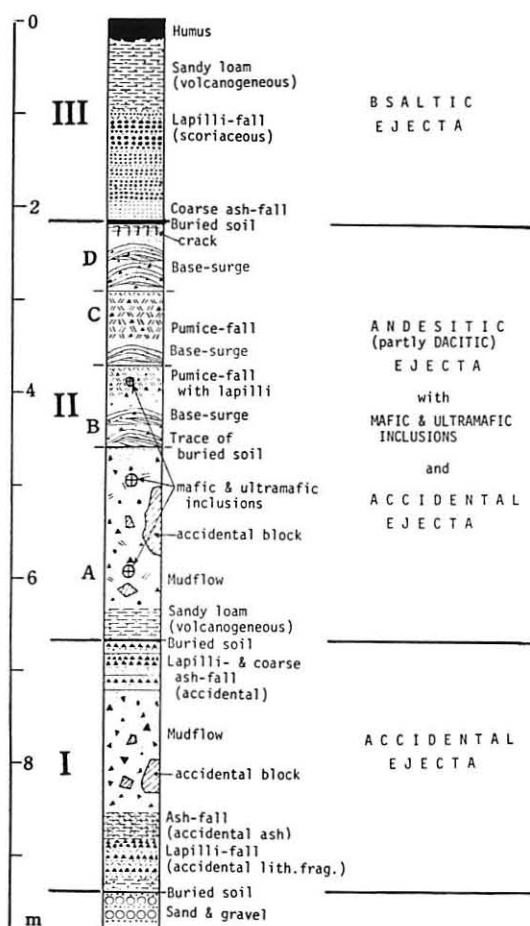 0
Humus
Sandy loam
(volcanogeneous)
III
Lapilli-fall
(scoriaceous)
BSALTIC
EJECTA
2
Coarse ash-fall
Buried soil
crack
D
Base-surge
C
Pumice-fall
Base-surge
ANDESITIC
(partly DACITIC)
EJECTA
with
MAFIC & ULTRAMAFIC
INCLUSIONS
and
ACCIDENTAL
EJECTA
4
II
Pumice-fall
with lapilli
B
Base-surge
Trace of
buried soil
mafic & ultramafic
inclusions
accidental block
6
A
Mudflow
Sandy loam
(volcanogeneous)
Buried soil
Lapilli- & coarse
ash-fall
(accidental)
8
I
Mudflow
accidental block
ACCIDENTAL
EJECTA
Ash-fall
(accidental ash)
Lapilli-fall
(accidental lith.frag.)
Buried soil
m
Sand & gravel